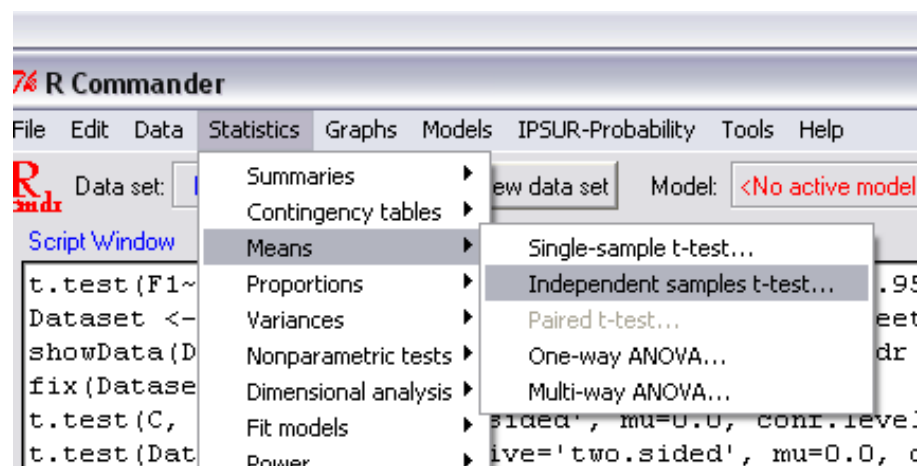 R Commander
File Edit Data Statistics Graphs Models IPSUR-Probability Tools Help
R Data set: ew data set Model: <No active model
Script Window
Summaries
Contingency tables
Means
Proportions
Variances
Nonparametric tests
Dimensional analysis
Fit models
Power
Single-sample t-test...
Independent samples t-test...
Paired t-test...
One-way ANOVA...
Multi-way ANOVA...
t.test(F1~ .95
Dataset <-
showData(D dr
fix(Datase
t.test(C, sided', mu=0.0, conf.level
t.test(Dat ive='two.sided', mu=0.0,